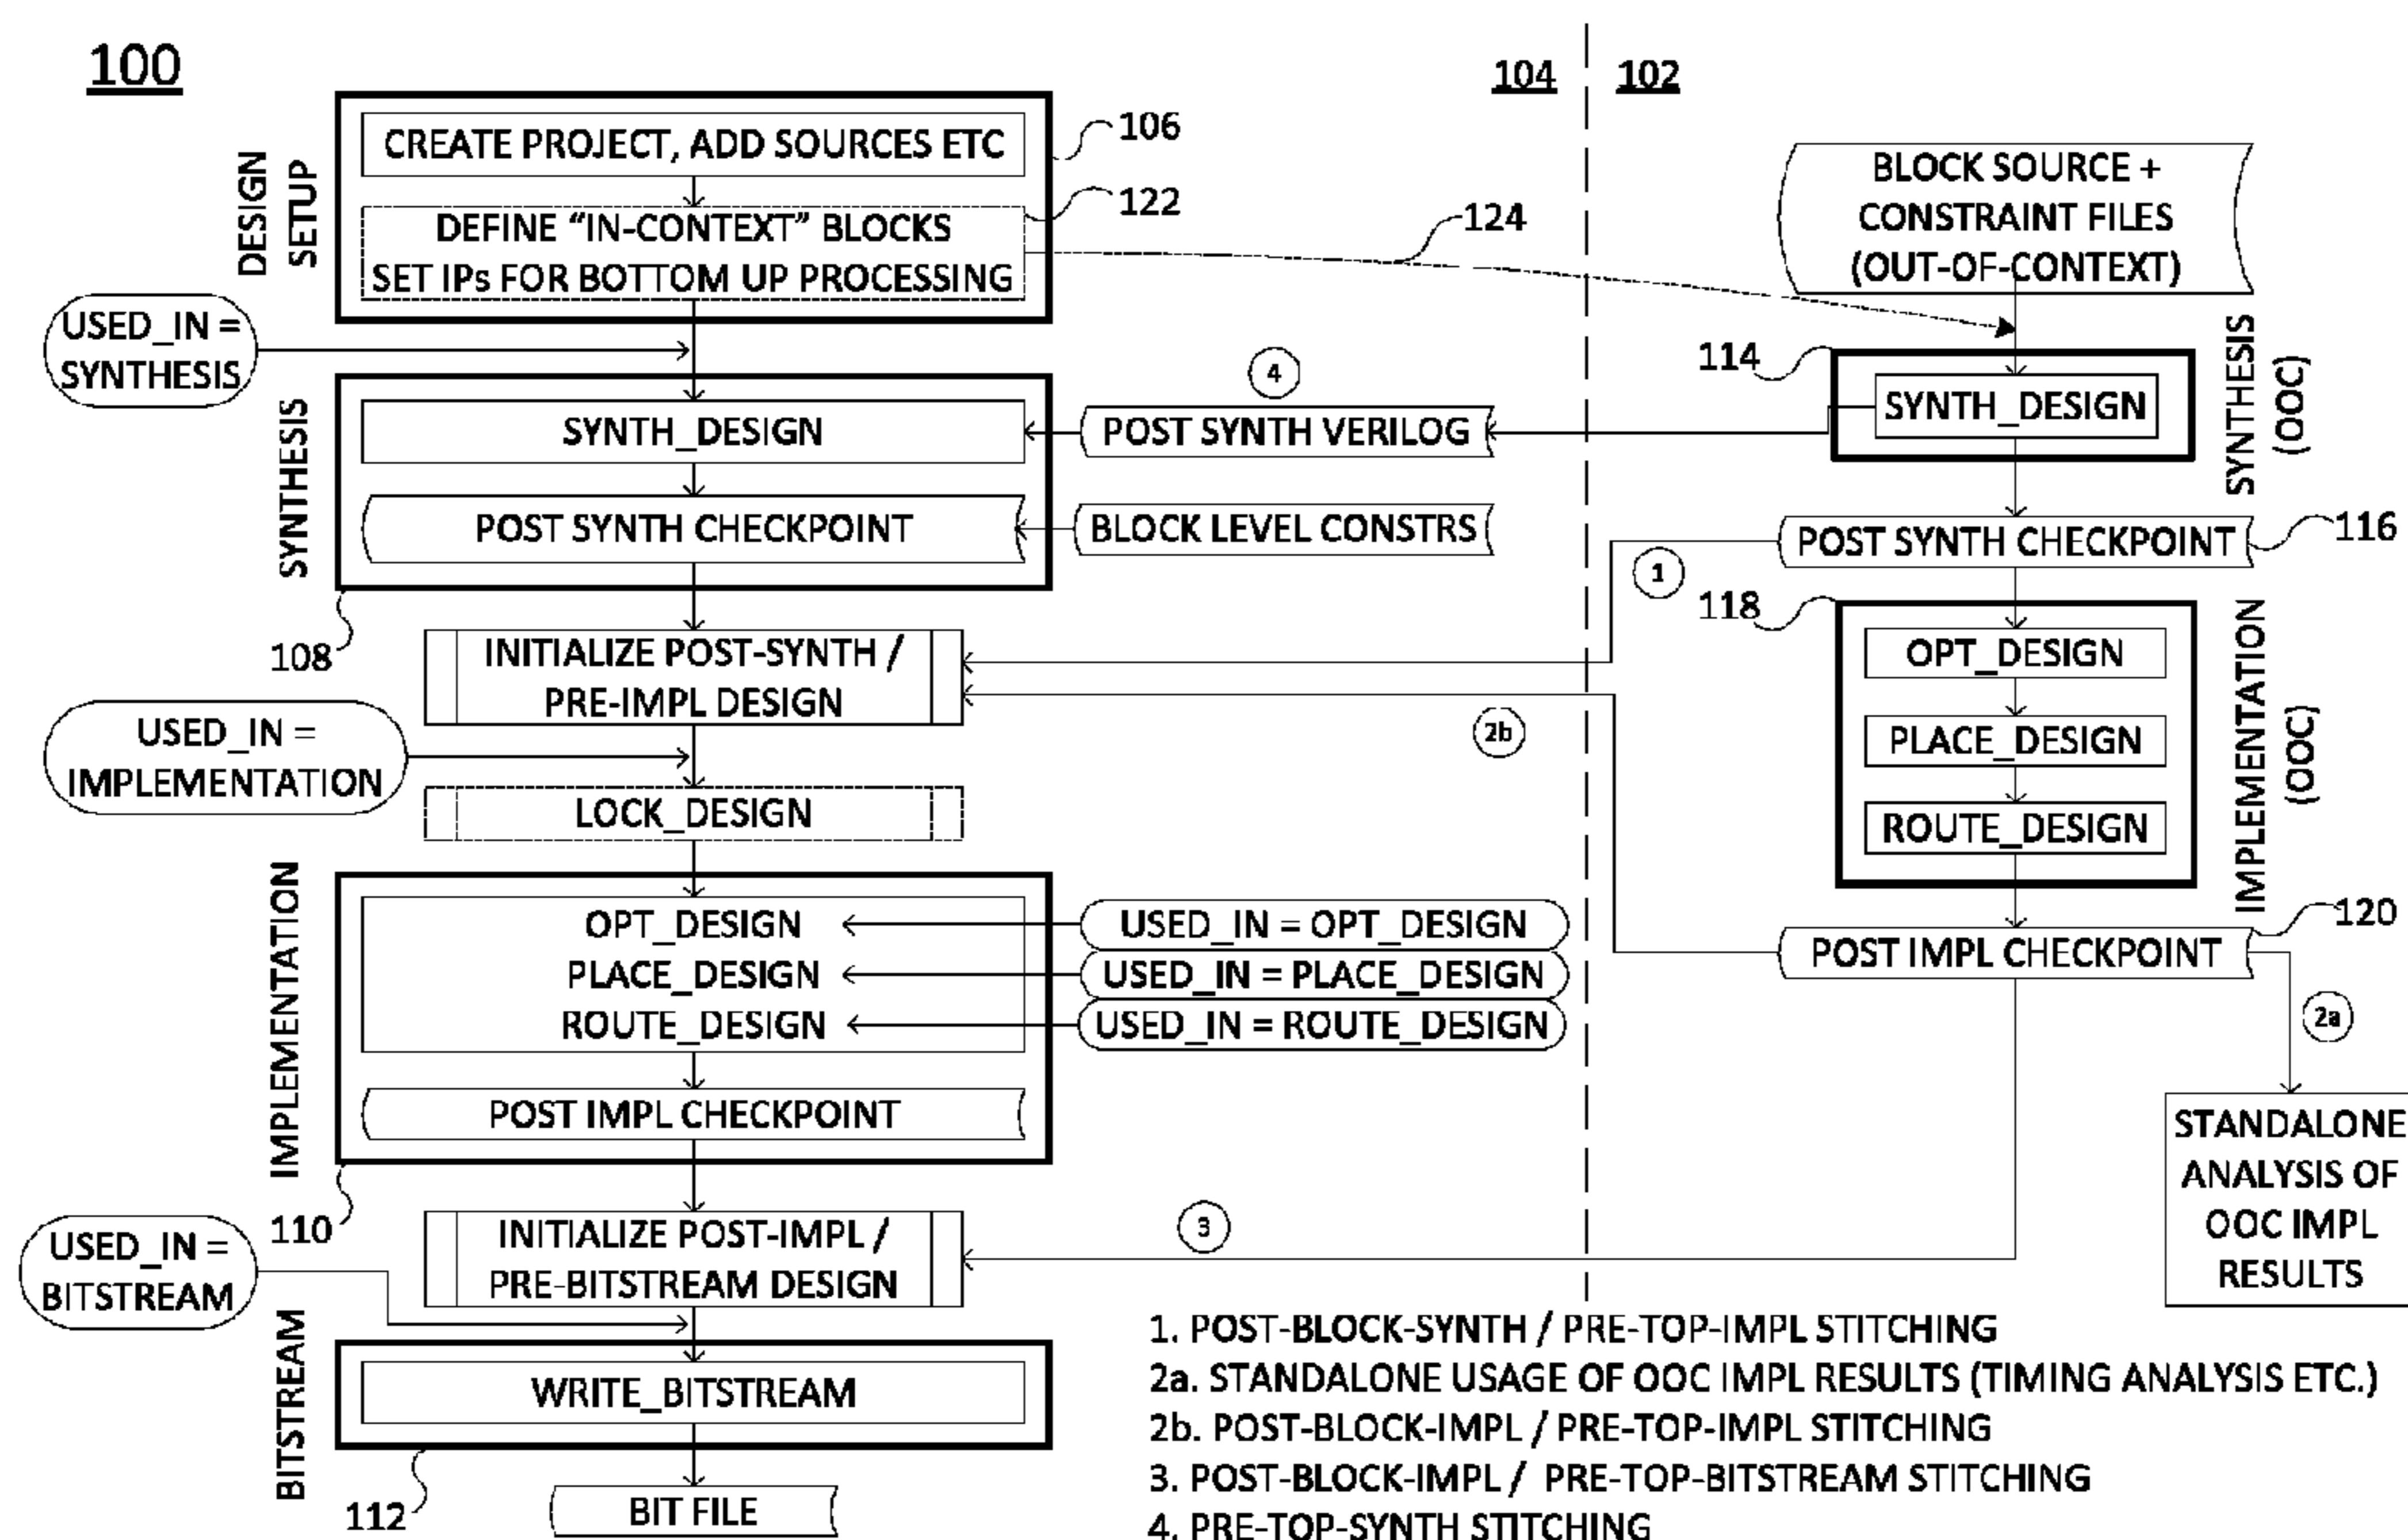 100
104
102
DESIGN
SETUP
CREATE PROJECT, ADD SOURCES ETC
106
DEFINE “IN-CONTEXT” BLOCKS
SET IPs FOR BOTTOM UP PROCESSING
122
124
BLOCK SOURCE +
CONSTRAINT FILES
(OUT-OF-CONTEXT)
USED_IN =
SYNTHESIS
SYNTHESIS
SYNTH_DESIGN
4
POST SYNTH VERILOG
114
SYNTH_DESIGN
SYNTHESIS
(OOC)
POST SYNTH CHECKPOINT
BLOCK LEVEL CONSTRS
POST SYNTH CHECKPOINT
116
1
108
INITIALIZE POST-SYNTH /
PRE-IMPL DESIGN
2b
118
OPT_DESIGN
PLACE_DESIGN
ROUTE_DESIGN
IMPLEMENTATION
(OOC)
USED_IN =
IMPLEMENTATION
LOCK_DESIGN
IMPLEMENTATION
OPT_DESIGN
USED_IN = OPT_DESIGN
PLACE_DESIGN
USED_IN = PLACE_DESIGN
ROUTE_DESIGN
USED_IN = ROUTE_DESIGN
POST IMPL CHECKPOINT
120
2a
POST IMPL CHECKPOINT
STANDALONE
ANALYSIS OF
OOC IMPL
RESULTS
110
INITIALIZE POST-IMPL /
PRE-BITSTREAM DESIGN
3
USED_IN =
BITSTREAM
BITSTREAM
WRITE_BITSTREAM
112
BIT FILE
1. POST-BLOCK-SYNTH / PRE-TOP-IMPL STITCHING
2a. STANDALONE USAGE OF OOC IMPL RESULTS (TIMING ANALYSIS ETC.)
2b. POST-BLOCK-IMPL / PRE-TOP-IMPL STITCHING
3. POST-BLOCK-IMPL / PRE-TOP-BITSTREAM STITCHING
4. PRE-TOP-SYNTH STITCHING